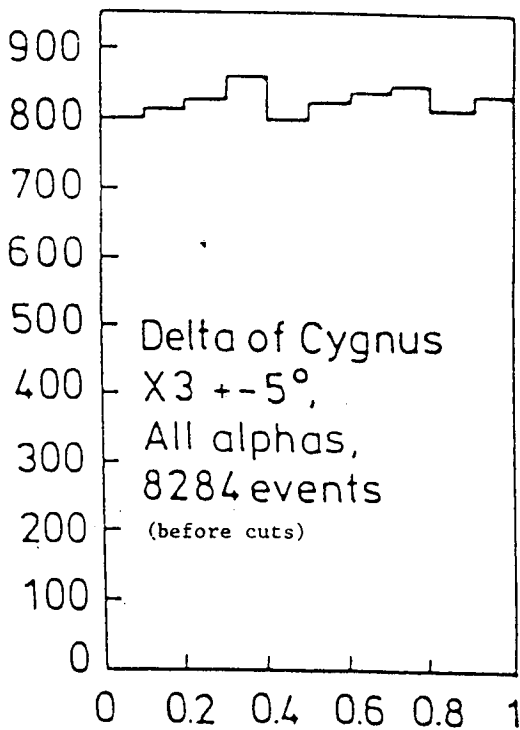 900
800
700
600
500
400
300
200
100
0
Delta of Cygnus
X3 +-5°,
All alphas,
8284 events
(before cuts)
0 0.2 0.4 0.6 0.8 1